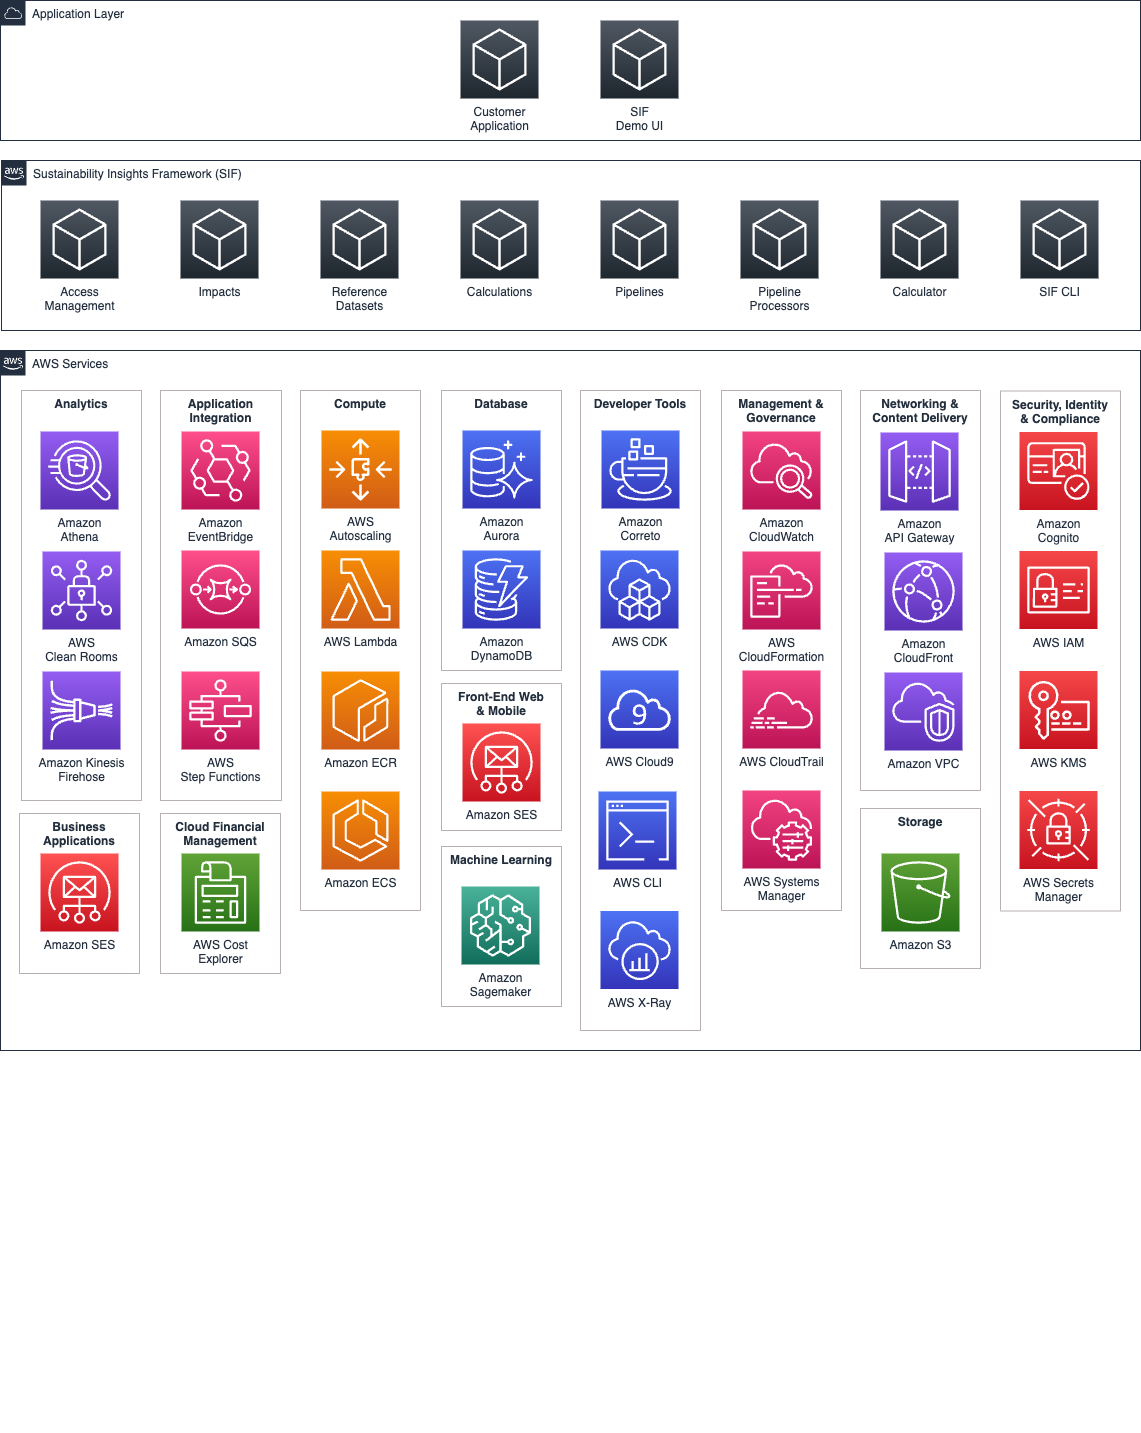 Application Layer
Customer
Application
SIF
Demo UI
aws
Sustainability Insights Framework (SIF)
Access
Management
Impacts
Reference
Datasets
Calculations
Pipelines
Pipeline
Processors
Calculator
SIF CLI
aws
AWS Services
Analytics
Amazon
Athena
AWS
Clean Rooms
Amazon Kinesis
Firehose
Business
Applications
Amazon SES
Application
Integration
Amazon
EventBridge
Amazon SQS
AWS
Step Functions
Cloud Financial
Management
AWS Cost
Explorer
Compute
AWS
Autoscaling
AWS Lambda
Amazon ECR
Amazon ECS
Database
Amazon
Aurora
Amazon
DynamoDB
Front-End Web
& Mobile
Amazon SES
Machine Learning
Amazon
Sagemaker
Developer Tools
Amazon
Correto
AWS CDK
9
AWS Cloud9
AWS CLI
AWS X-Ray
Management &
Governance
Amazon
CloudWatch
AWS
CloudFormation
AWS CloudTrail
AWS Systems
Manager
Networking &
Content Delivery
</>
Amazon
API Gateway
Amazon
CloudFront
Amazon VPC
Storage
Amazon S3
Security, Identity
& Compliance
Amazon
Cognito
AWS IAM
AWS KMS
AWS Secrets
Manager